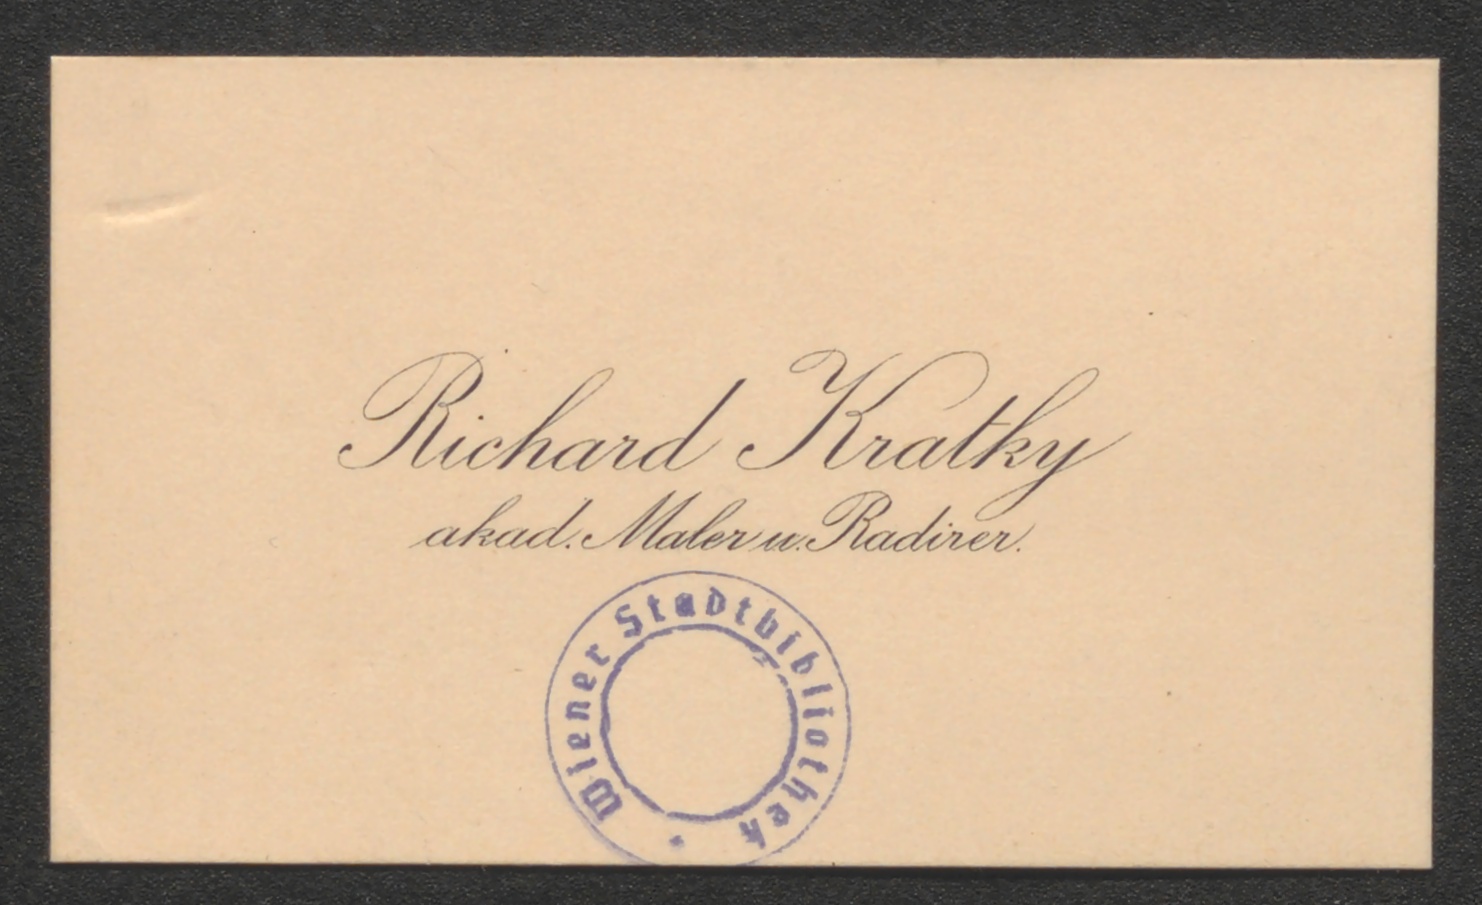 Richard Kratky
akad. Maler u. Radirer.
Wiener Stadtbibliothek